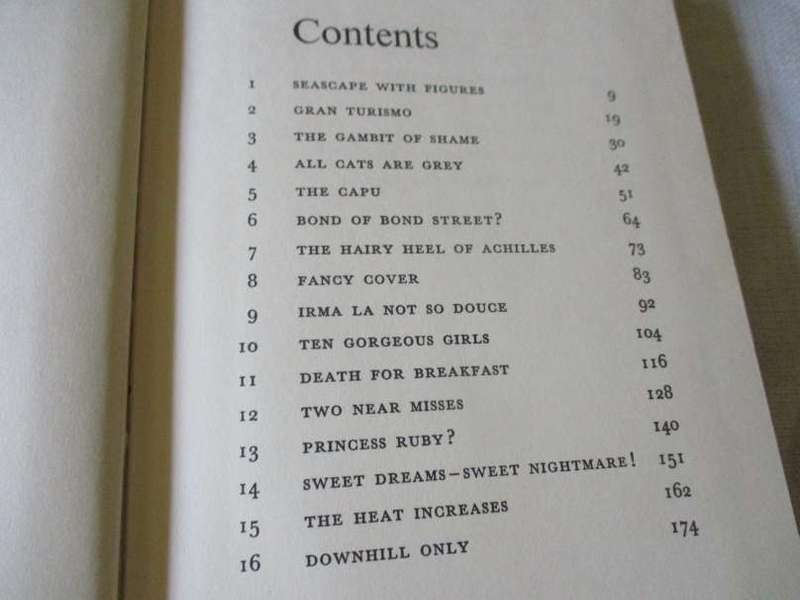 Contents
1 SEASCAPE WITH FIGURES 9
2 GRAN TURISMO 19
3 THE GAMBIT OF SHAME 30
4 ALL CATS ARE GREY 42
5 THE CAPU 51
6 BOND OF BOND STREET? 64
7 THE HAIRY HEEL OF ACHILLES 73
8 FANCY COVER 83
9 IRMA LA NOT SO DOUCE 92
10 TEN GORGEOUS GIRLS 104
11 DEATH FOR BREAKFAST 116
12 TWO NEAR MISSES 128
13 PRINCESS RUBY? 140
14 SWEET DREAMS–SWEET NIGHTMARE! 151
15 THE HEAT INCREASES 162
16 DOWNHILL ONLY 174